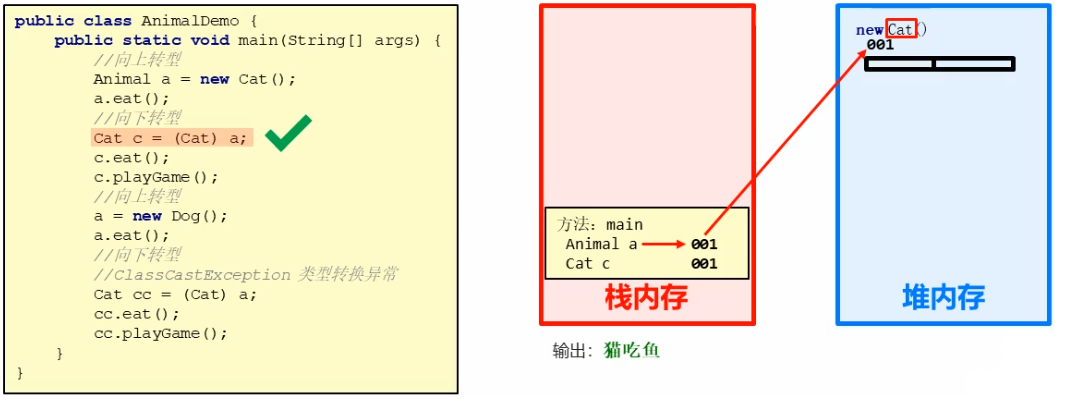 public class AnimalDemo {
    public static void main(String[] args) {
        //向上转型
        Animal a = new Cat();
        a.eat();
        //向下转型
        Cat c = (Cat) a;
        c.eat();
        c.playGame();
        //向上转型
        a = new Dog();
        a.eat();
        //向下转型
        //ClassCastException 类型转换异常
        Cat cc = (Cat) a;
        cc.eat();
        cc.playGame();
    }
}
方法：main
Animal a 001
Cat c 001
栈内存
输出：猫吃鱼
new Cat()
001
堆内存